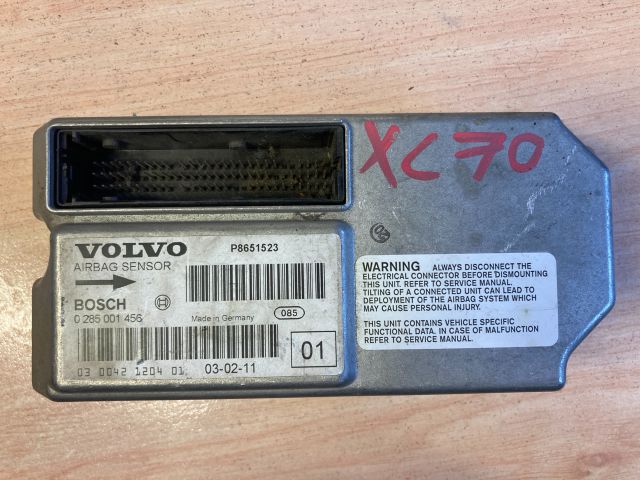 XC70
VOLVO P8651523
AIRBAG SENSOR
BOSCH
0 285 001 456 Made in Germany 085
01
03 0042 1204 01 03-02-11
WARNING ALWAYS DISCONNECT THE
ELECTRICAL CONNECTOR BEFORE DISMOUNTING
THIS UNIT. REFER TO SERVICE MANUAL.
TILTING OF A CONNECTED UNIT CAN LEAD TO
DEPLOYMENT OF THE AIRBAG SYSTEM WHICH
MAY CAUSE PERSONAL INJURY.
THIS UNIT CONTAINS VEHICLE SPECIFIC
FUNCTIONAL DATA. IN CASE OF MALFUNCTION
REFER TO SERVICE MANUAL.